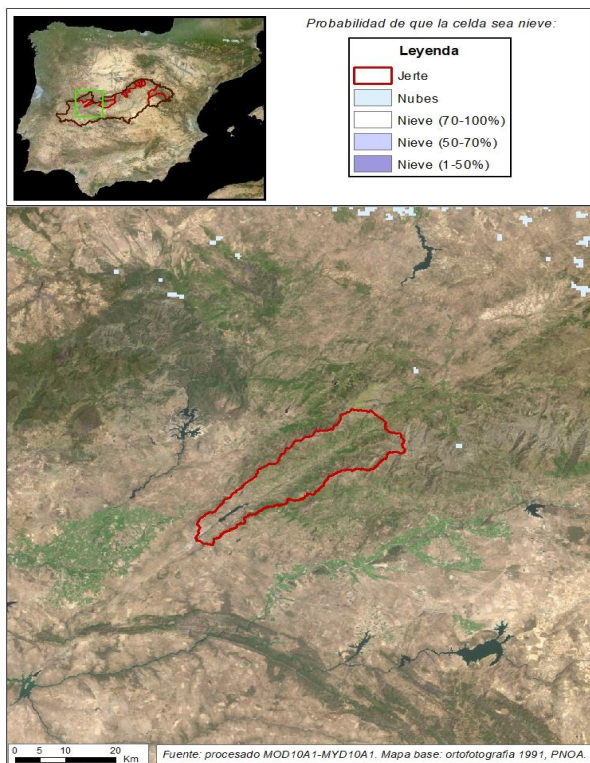 Probabilidad de que la celda sea nieve:
Leyenda
Jerte
Nubes
Nieve (70-100%)
Nieve (50-70%)
Nieve (1-50%)
0 5 10 20
Km
Fuente: procesado MOD10A1-MYD10A1. Mapa base: ortofotografia 1991, PNOA.